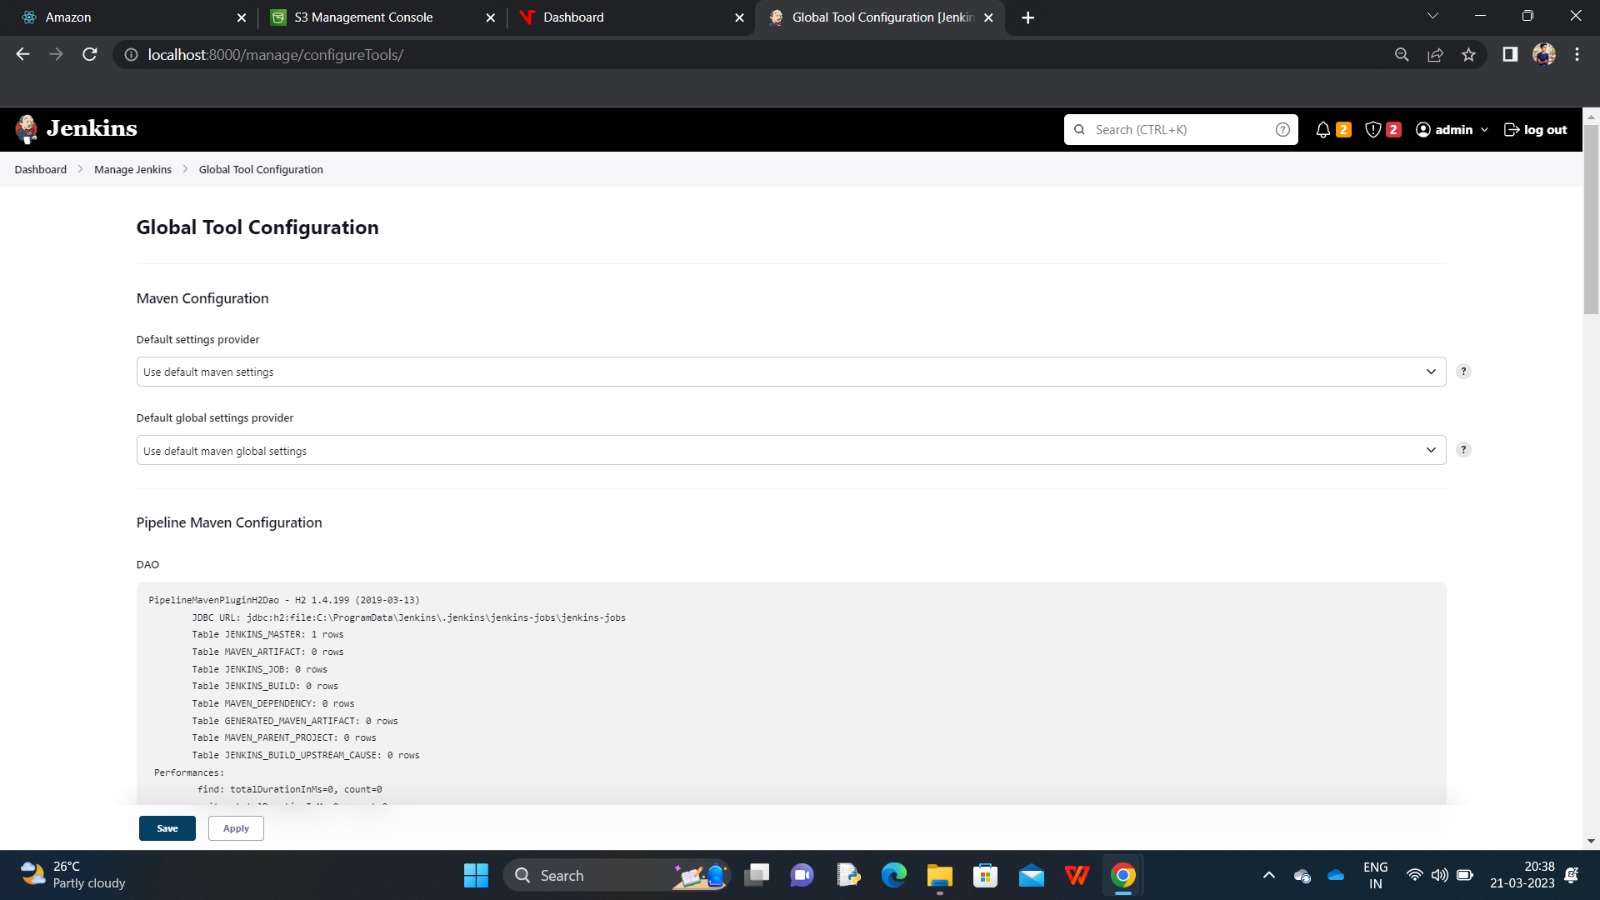 Amazon
S3 Management Console
Dashboard
Global Tool Configuration [Jenkin
localhost:8000/manage/configureTools/
Jenkins
Search (CTRL+K)
?
2
2
admin
log out
Dashboard
Manage Jenkins
Global Tool Configuration
Global Tool Configuration
Maven Configuration
Default settings provider
Use default maven settings
?
Default global settings provider
Use default maven global settings
?
Pipeline Maven Configuration
DAO
PipelineMavenPluginH2Dao - H2 1.4.199 (2019-03-13)
JDBC URL: jdbc:h2:file:C:\ProgramData\Jenkins\.jenkins\jenkins-jobs\jenkins-jobs
Table JENKINS_MASTER: 1 rows
Table MAVEN_ARTIFACT: 0 rows
Table JENKINS_JOB: 0 rows
Table JENKINS_BUILD: 0 rows
Table MAVEN_DEPENDENCY: 0 rows
Table GENERATED_MAVEN_ARTIFACT: 0 rows
Table MAVEN_PARENT_PROJECT: 0 rows
Table JENKINS_BUILD_UPSTREAM_CAUSE: 0 rows
Performances:
find: totalDurationInMs=0, count=0
Save
Apply
26°C
Partly cloudy
Search
ENG
IN
20:38
21-03-2023